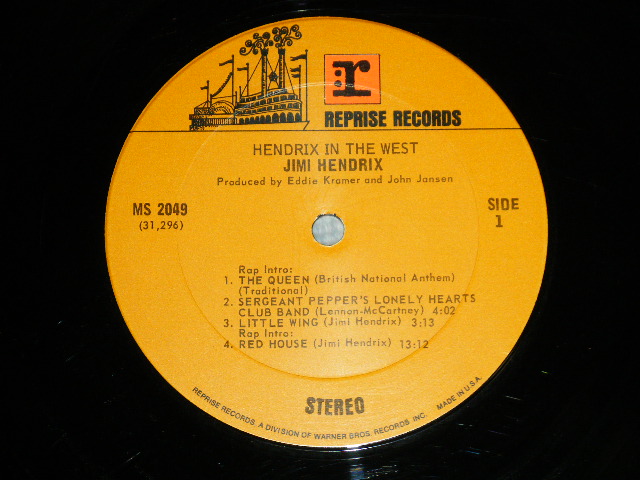 :r
REPRISE RECORDS
HENDRIX IN THE WEST
JIMI HENDRIX
Produced by Eddie Kramer and John Jansen
MS 2049
(31,296)
SIDE
1
Rap Intro:
1. THE QUEEN (British National Anthem)
(Traditional)
2. SERGEANT PEPPER'S LONELY HEARTS
CLUB BAND (Lennon-McCartney) 4:02
3. LITTLE WING (Jimi Hendrix) 3:13
Rap Intro:
4. RED HOUSE (Jimi Hendrix) 13:12
STEREO
REPRISE RECORDS, A DIVISION OF WARNER BROS. RECORDS INC. MADE IN U.S.A.